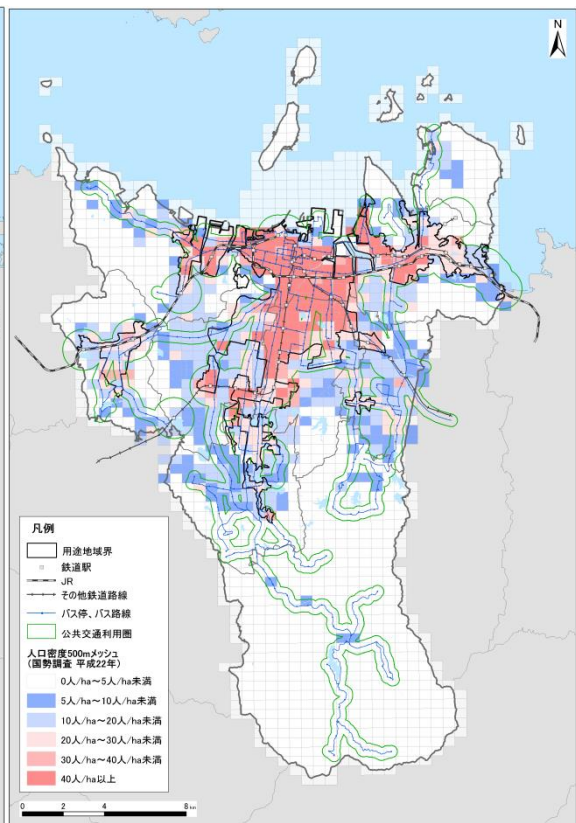 N
凡例
用途地域界
鉄道駅
JR
その他鉄道路線
バス停、バス路線
公共交通利用圏
人口密度500mメッシュ
(国勢調査 平成22年)
0人/ha~5人/ha未満
5人/ha~10人/ha未満
10人/ha~20人/ha未満
20人/ha~30人/ha未満
30人/ha~40人/ha未満
40人/ha以上
0 2 4 8 km